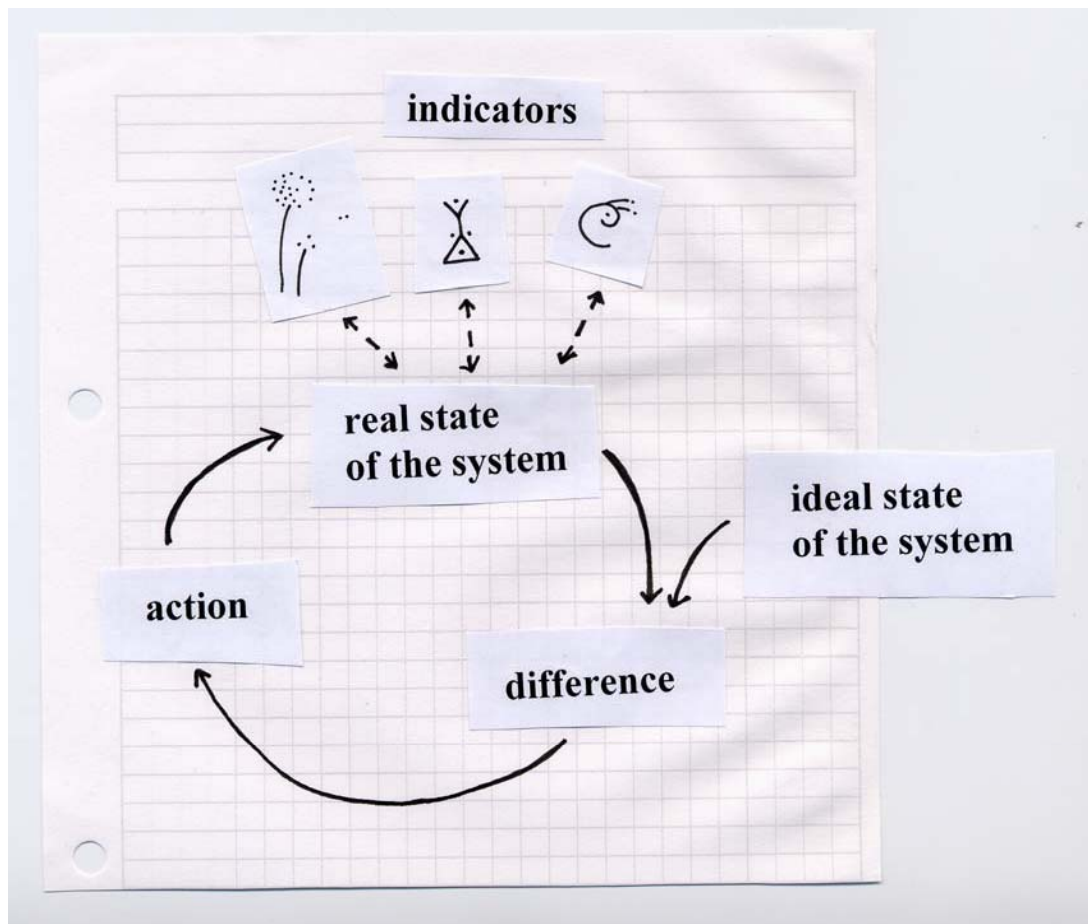 indicators
real state
of the system
ideal state
of the system
action
difference